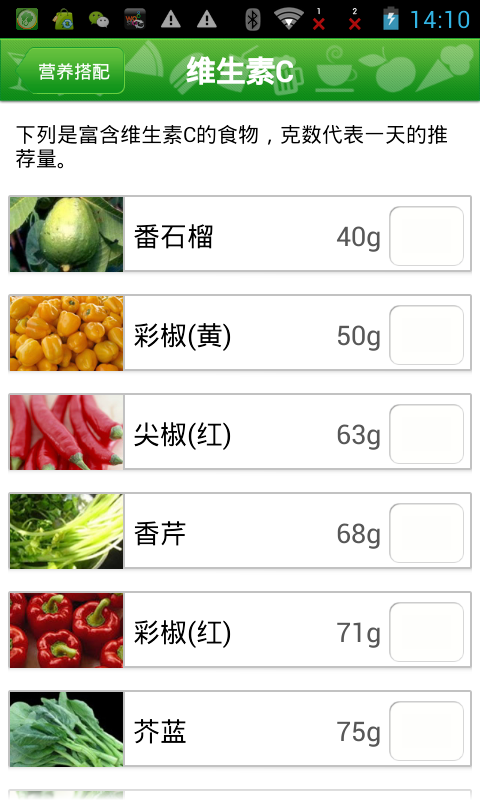 14:10
营养搭配
维生素C
下列是富含维生素C的食物，克数代表一天的推
荐量。
番石榴 40g
彩椒(黄) 50g
尖椒(红) 63g
香芹 68g
彩椒(红) 71g
芥蓝 75g